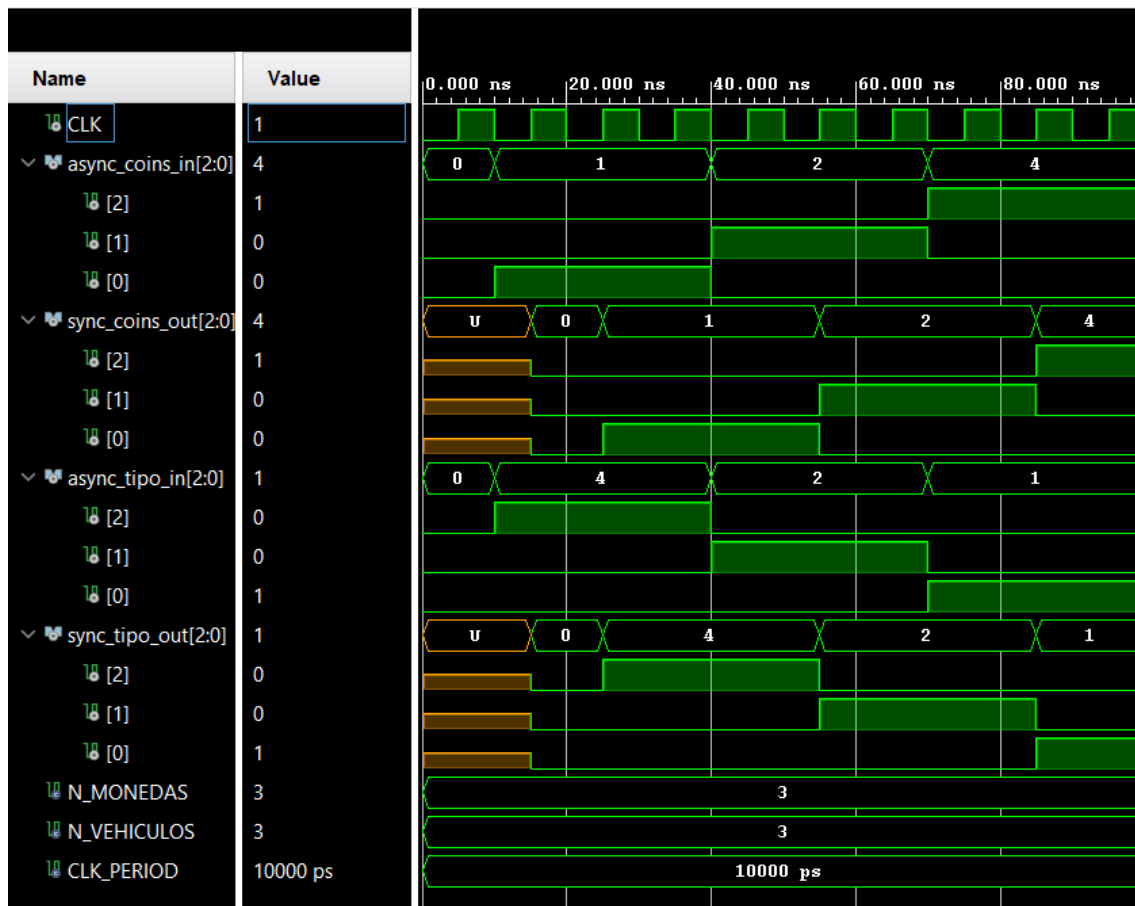 Name Value
0.000 ns 20.000 ns 40.000 ns 60.000 ns 80.000 ns
CLK 1
async_coins_in[2:0] 4 0 1 2 4
[2] 1
[1] 0
[0] 0
sync_coins_out[2:0] 4 U 0 1 2 4
[2] 1
[1] 0
[0] 0
async_tipo_in[2:0] 1 0 4 2 1
[2] 0
[1] 0
[0] 1
sync_tipo_out[2:0] 1 U 0 4 2 1
[2] 0
[1] 0
[0] 1
N_MONEDAS 3 3
N_VEHICULOS 3 3
CLK_PERIOD 10000 ps 10000 ps